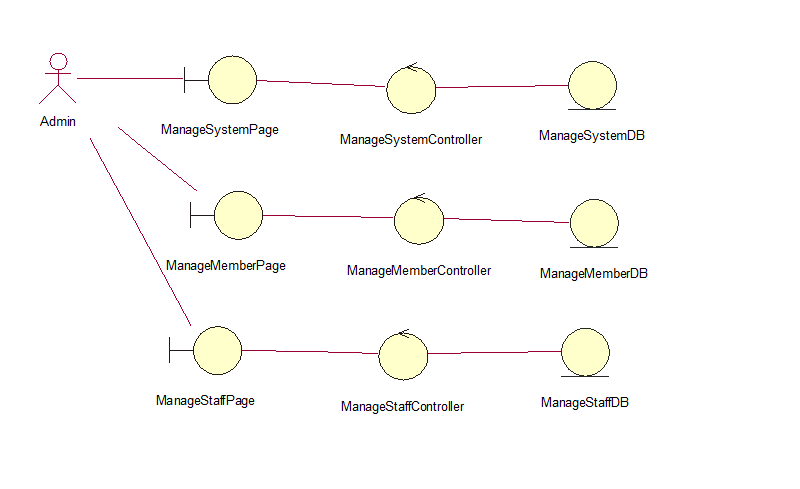 Admin
ManageSystemPage
ManageSystemController
ManageSystemDB
ManageMemberPage
ManageMemberController
ManageMemberDB
ManageStaffPage
ManageStaffController
ManageStaffDB